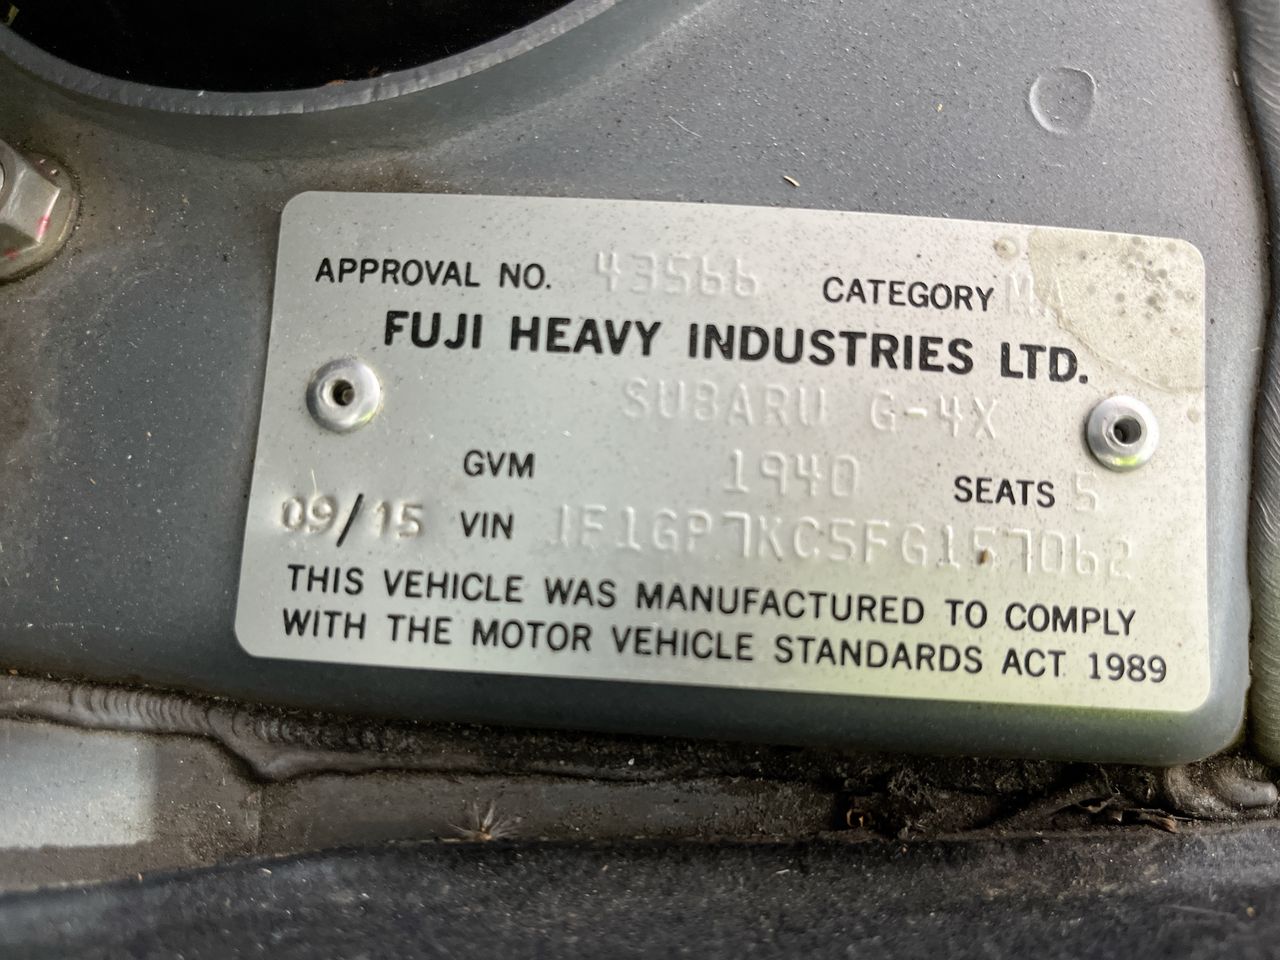 APPROVAL NO. 43566 CATEGORY MA
FUJI HEAVY INDUSTRIES LTD.
SUBARU G-4X
GVM 1940 SEATS 5
09/15 VIN JF1GP7KC5FG157062
THIS VEHICLE WAS MANUFACTURED TO COMPLY
WITH THE MOTOR VEHICLE STANDARDS ACT 1989